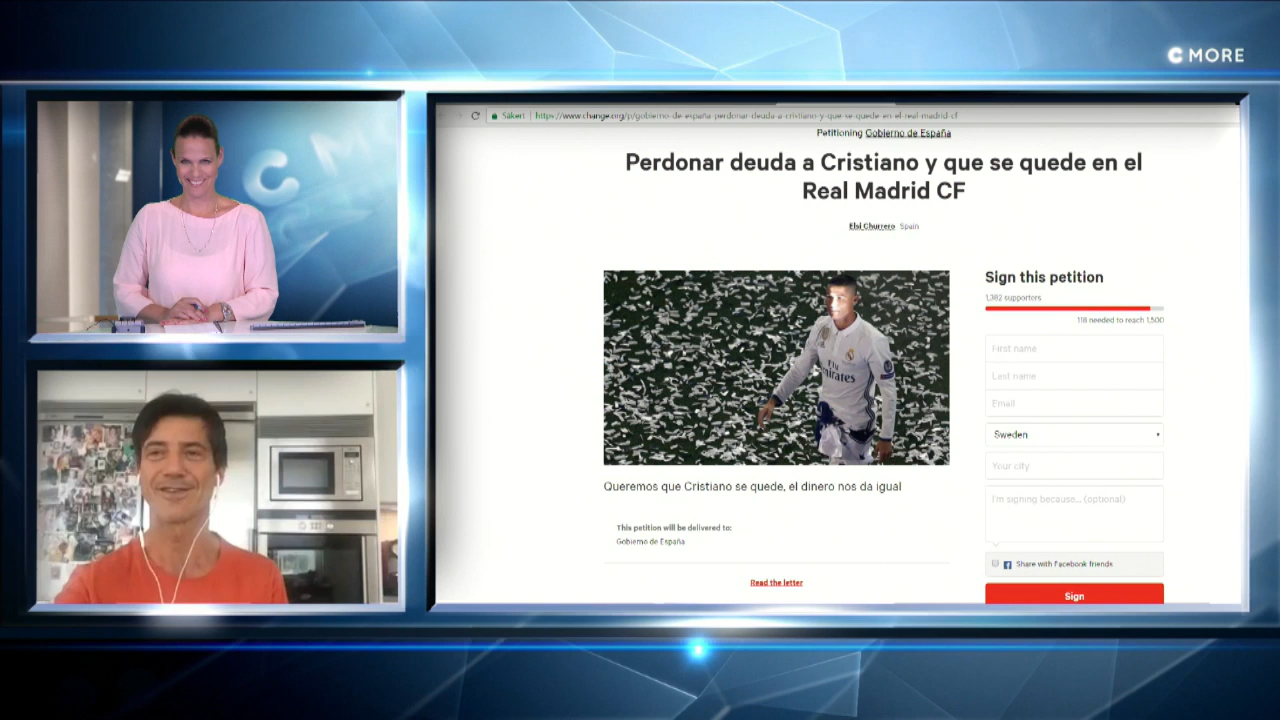 C MORE
C M
Säkert | https://www.change.org/p/gobierno-de-españa-perdonar-deuda-a-cristiano-y-que-se-quede-en-el-real-madrid-cf
Petitioning Gobierno de España
Perdonar deuda a Cristiano y que se quede en el
Real Madrid CF
Elsi Churrero Spain
Sign this petition
1,382 supporters
118 needed to reach 1,500
First name
Last name
Email
Sweden
Your city
I'm signing because... (optional)
Share with Facebook friends
Sign
Fly
Emirates
Queremos que Cristiano se quede, el dinero nos da igual
This petition will be delivered to:
Gobierno de España
Read the letter